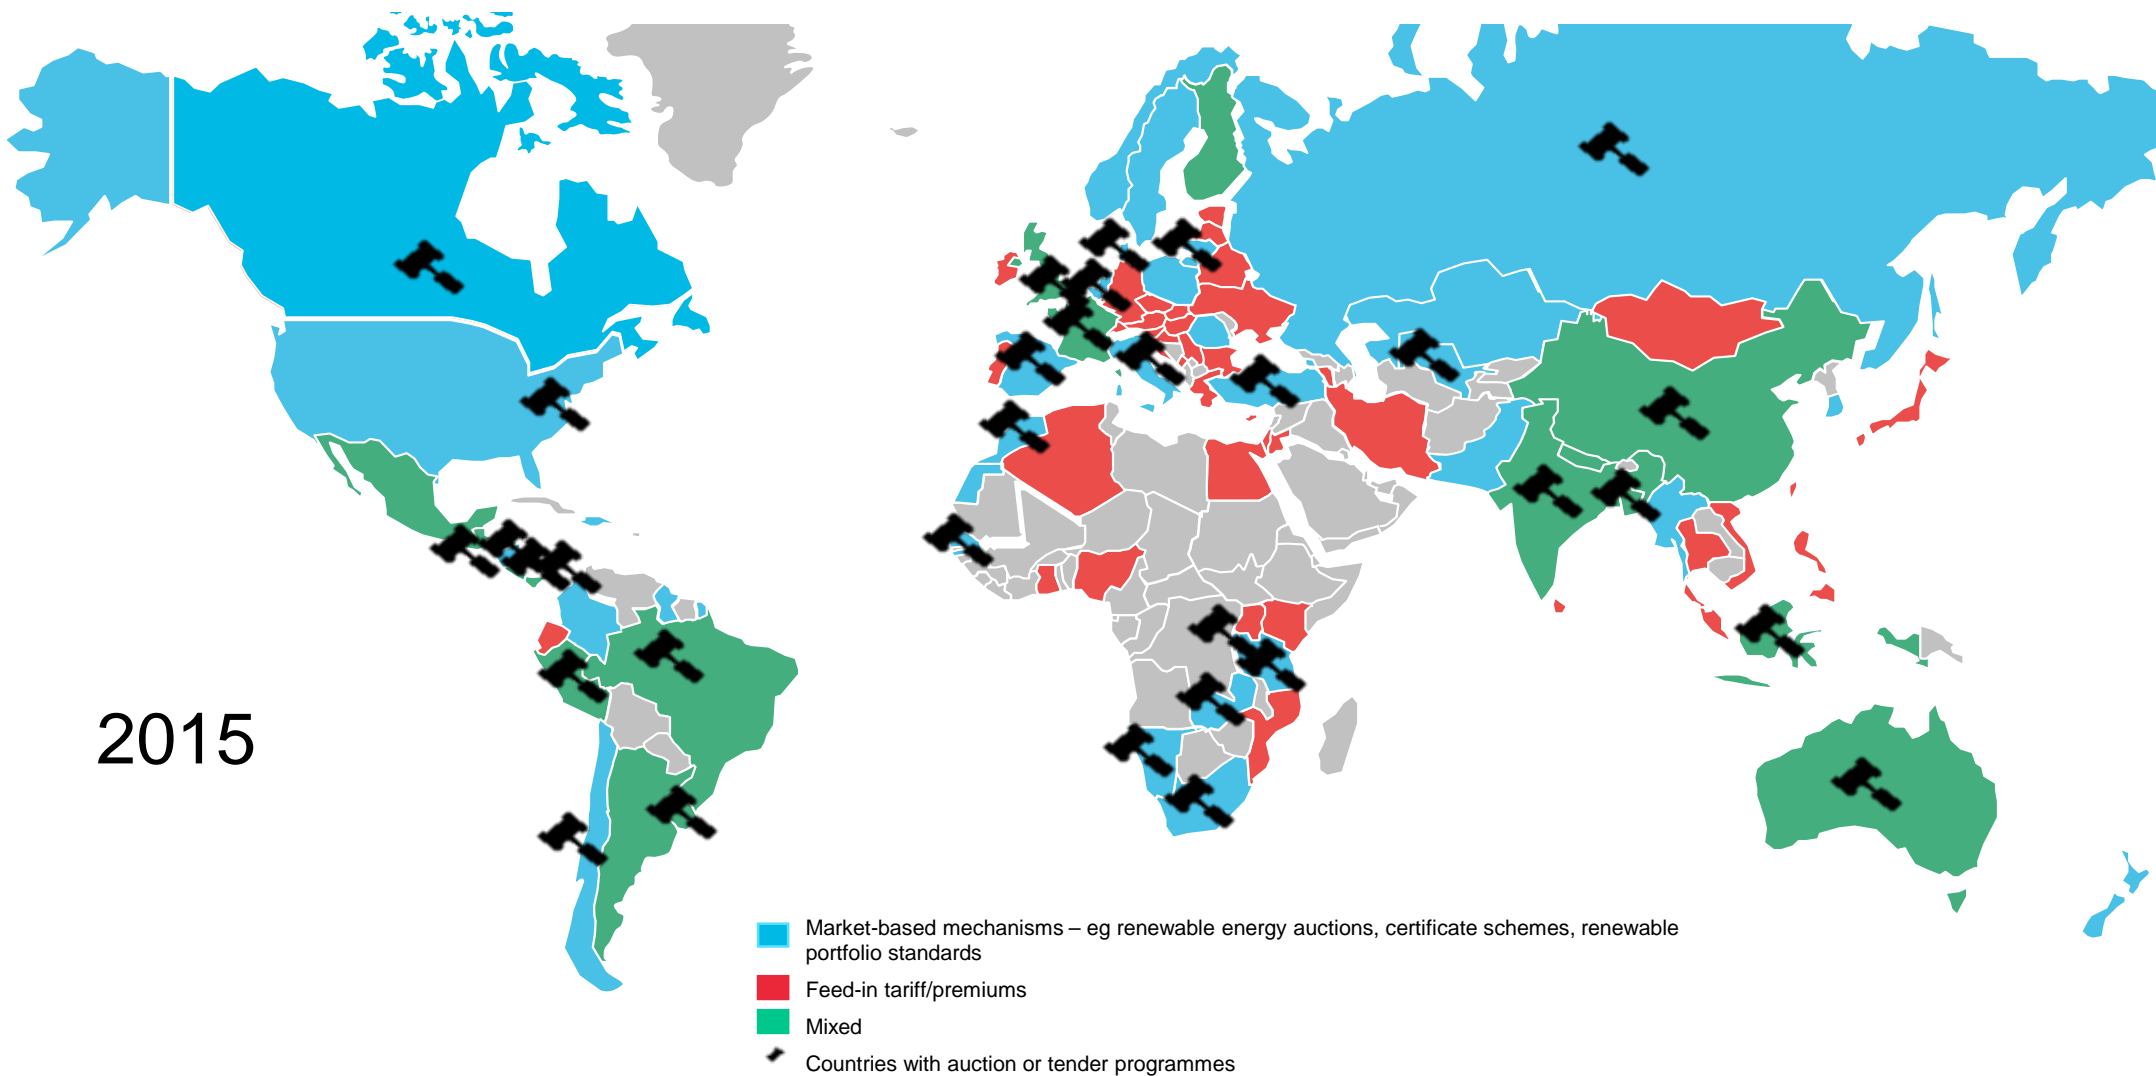 2015
Market-based mechanisms – eg renewable energy auctions, certificate schemes, renewable
portfolio standards
Feed-in tariff/premiums
Mixed
Countries with auction or tender programmes